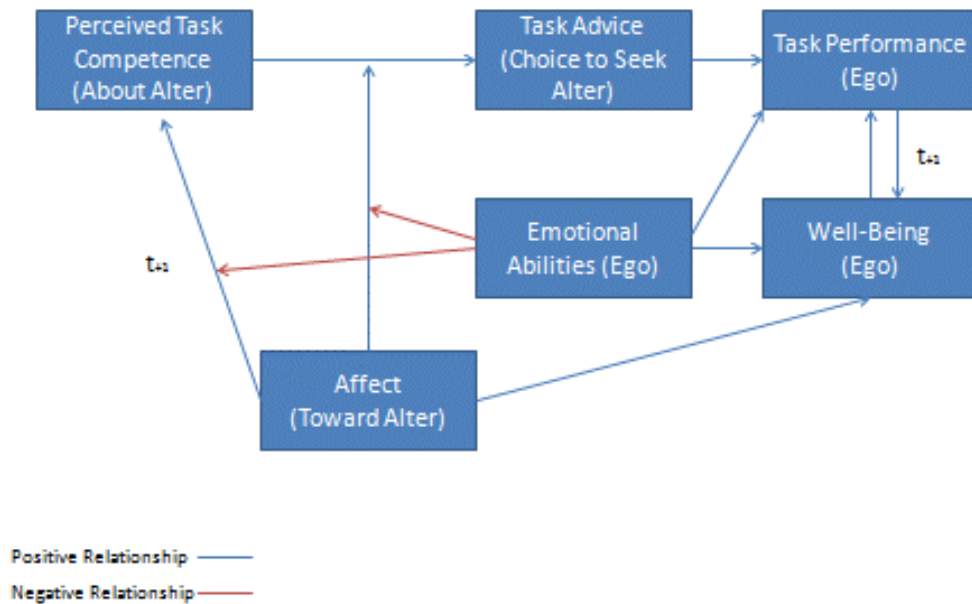 Perceived Task
Competence
(About Alter)
Task Advice
(Choice to Seek
Alter)
Task Performance
(Ego)
t+1
Emotional
Abilities (Ego)
Well-Being
(Ego)
t+1
Affect
(Toward Alter)
Positive Relationship
Negative Relationship